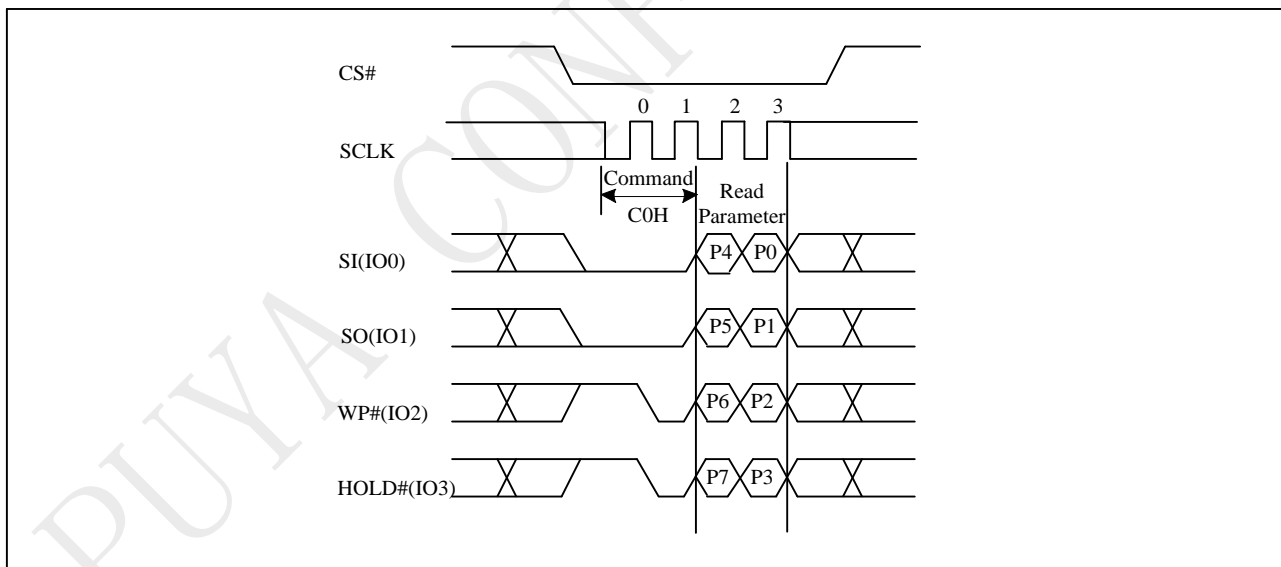 CS#
0 1 2 3
SCLK
Command
Read
C0H
Parameter
SI(IO0)
P4 P0
SO(IO1)
P5 P1
WP#(IO2)
P6 P2
HOLD#(IO3)
P7 P3
PUYA CONF